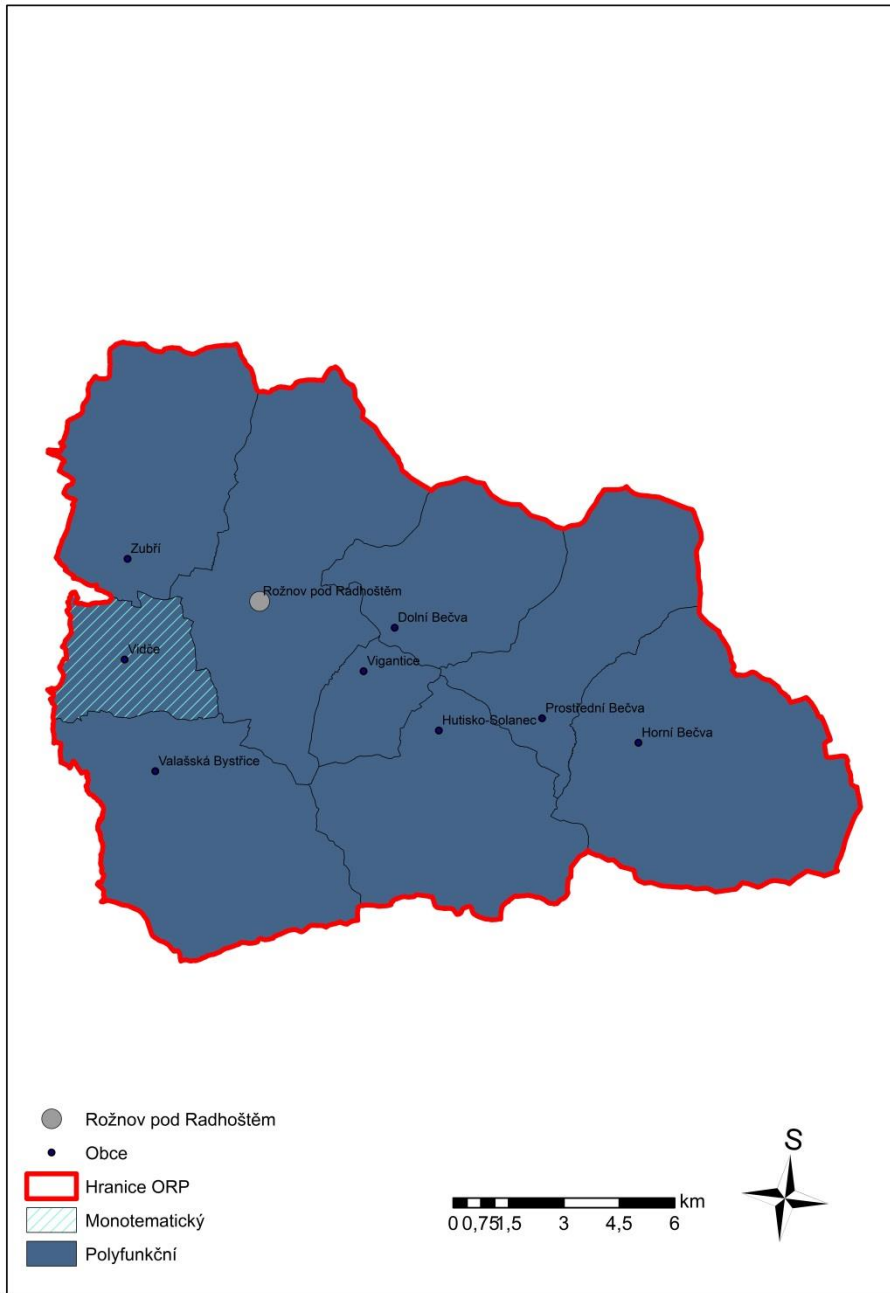 Zubří
Rožnov pod Radhoštěm
Dolní Bečva
Vidče
Vigantice
Prostřední Bečva
Hutisko-Solanec
Horní Bečva
Valašská Bystřice
Rožnov pod Radhoštěm
Obce
Hranice ORP
Monotematický
Polyfunkční
km
0 0,75 1,5 3 4,5 6
S